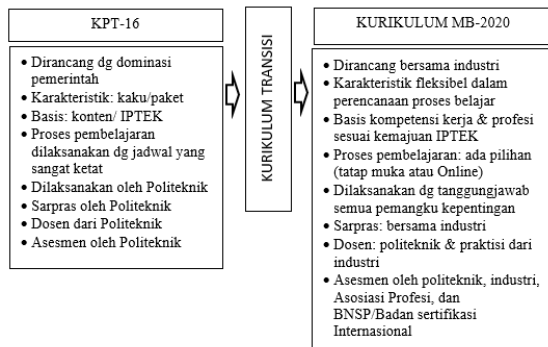 KPT-16
• Dirancang dg dominasi
pemerintah
• Karakteristik: kaku/paket
• Basis: konten/ IPTEK
• Proses pembelajaran
dilaksanakan dg jadwal yang
sangat ketat
• Dilaksanakan oleh Politeknik
• Sarpras oleh Politeknik
• Dosen dari Politeknik
• Asesmen oleh Politeknik
KURIKULUM TRANSISI
KURIKULUM MB-2020
• Dirancang bersama industri
• Karakteristik fleksibel dalam
perencanaan proses belajar
• Basis kompetensi kerja & profesi
sesuai kemajuan IPTEK
• Proses pembelajaran: ada pilihan
(tatap muka atau Online)
• Dilaksanakan dg tanggungjawab
semua pemangku kepentingan
• Sarpras: bersama industri
• Dosen: politeknik & praktisi dari
industri
• Asesmen oleh politeknik, industri,
Asosiasi Profesi, dan
BNSP/Badan sertifikasi
Internasional